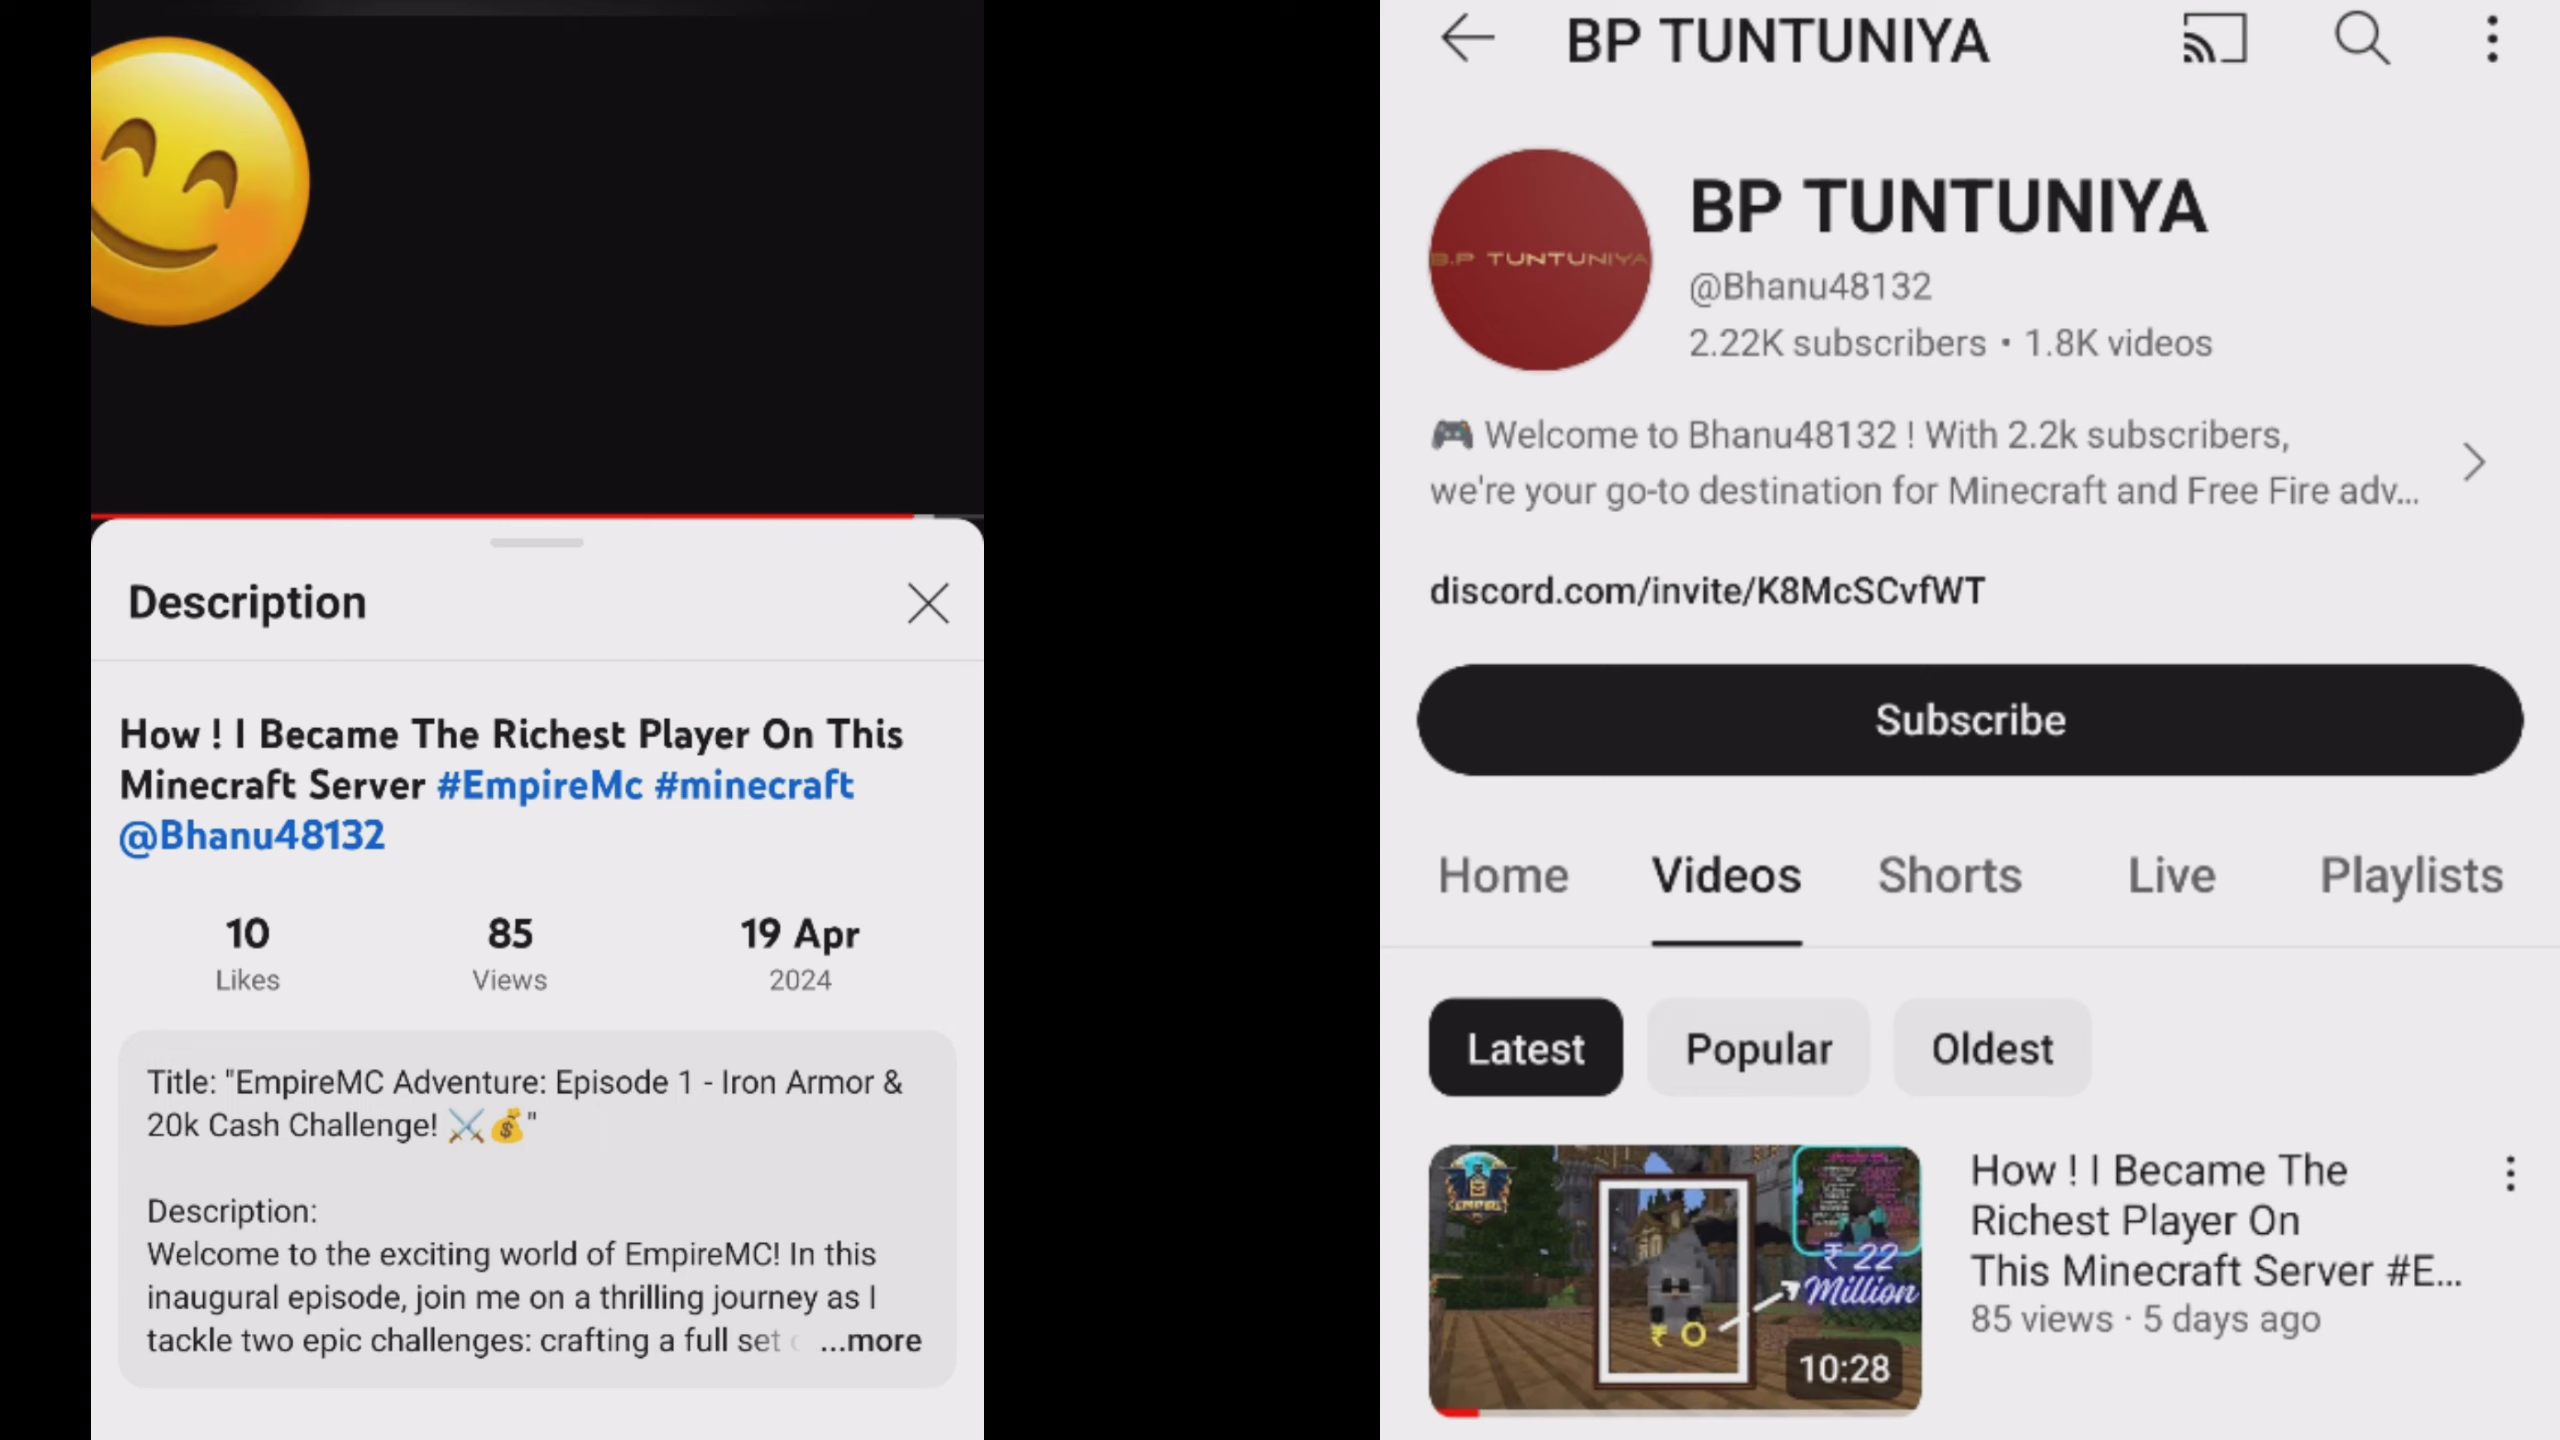 Description
How ! I Became The Richest Player On This
Minecraft Server #EmpireMc #minecraft
@Bhanu48132
10
Likes
85
Views
19 Apr
2024
Title: "EmpireMC Adventure: Episode 1 - Iron Armor &
20k Cash Challenge! ⚔️💰"
Description:
Welcome to the exciting world of EmpireMC! In this
inaugural episode, join me on a thrilling journey as I
tackle two epic challenges: crafting a full set ...more
BP TUNTUNIYA
B.P TUNTUNIYA
BP TUNTUNIYA
@Bhanu48132
2.22K subscribers • 1.8K videos
🎮 Welcome to Bhanu48132 ! With 2.2k subscribers,
we're your go-to destination for Minecraft and Free Fire adv...
discord.com/invite/K8McSCvfWT
Subscribe
Home Videos Shorts Live Playlists
Latest Popular Oldest
₹ 22
Million
₹ 0
10:28
How ! I Became The
Richest Player On
This Minecraft Server #E...
85 views · 5 days ago